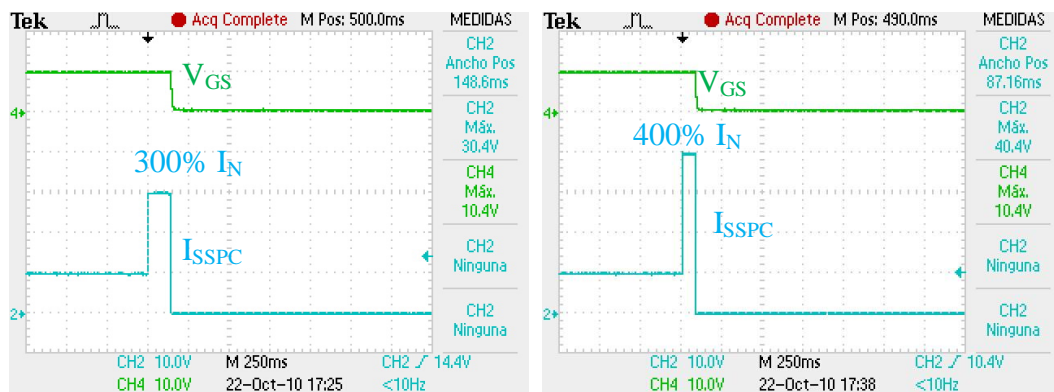 Tek Acq Complete M Pos: 500.0ms MEDIDAS
CH2
Ancho Pos
148.6ms
CH2
Máx.
30.4V
CH4
Máx.
10.4V
CH2
Ninguna
CH2
Ninguna
VGS
300% IN
ISSPC
4
2
CH2 10.0V M 250ms CH2 14.4V
CH4 10.0V 22-Oct-10 17:25 <10Hz
Tek Acq Complete M Pos: 490.0ms MEDIDAS
CH2
Ancho Pos
87.16ms
CH2
Máx.
40.4V
CH4
Máx.
10.4V
CH2
Ninguna
CH2
Ninguna
VGS
400% IN
ISSPC
4
2
CH2 10.0V M 250ms CH2 10.4V
CH4 10.0V 22-Oct-10 17:38 <10Hz